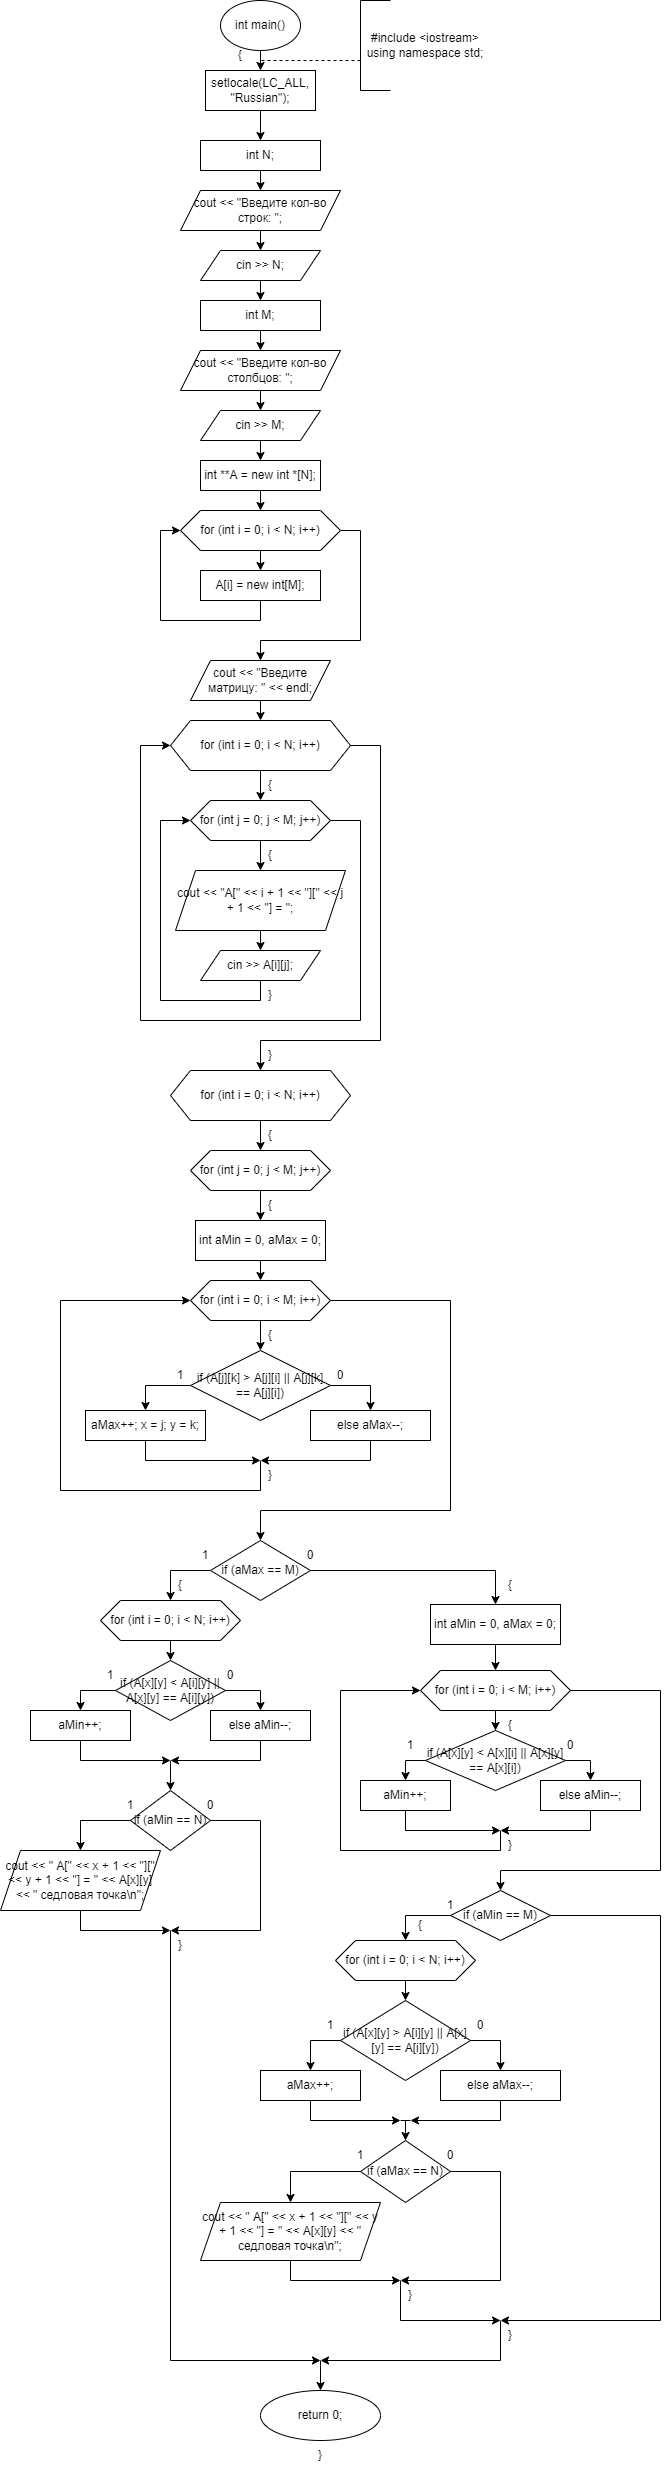 int main()
#include <iostream>
using namespace std;
{
setlocale(LC_ALL,
"Russian");
int N;
cout << "Введите кол-во
строк: ";
cin >> N;
int M;
cout << "Введите кол-во
столбцов: ";
cin >> M;
int **A = new int *[N];
for (int i = 0; i < N; i++)
A[i] = new int[M];
cout << "Введите
матрицу: " << endl;
for (int i = 0; i < N; i++)
{
for (int j = 0; j < M; j++)
{
cout << "A[" << i + 1 << "][" << j
+ 1 << "] = ";
cin >> A[i][j];
}
}
for (int i = 0; i < N; i++)
{
for (int j = 0; j < M; j++)
{
int aMin = 0, aMax = 0;
for (int i = 0; i < M; i++)
{
1
if (A[j][k] > A[j][i] || A[j][k]
== A[j][i])
0
aMax++; x = j; y = k;
else aMax--;
}
1
if (aMax == M)
0
{
for (int i = 0; i < N; i++)
1
if (A[x][y] < A[i][y] ||
A[x][y] == A[i][y])
0
aMin++;
else aMin--;
1
if (aMin == N)
0
cout << " A[" << x + 1 << "]["
<< y + 1 << "] = " << A[x][y]
<< " седловая точка\n";
}
{
int aMin = 0, aMax = 0;
for (int i = 0; i < M; i++)
{
1
if (A[x][y] < A[x][i] || A[x][y]
== A[x][i])
0
aMin++;
else aMin--;
}
1
if (aMin == M)
{
for (int i = 0; i < N; i++)
1
if (A[x][y] > A[i][y] || A[x]
[y] == A[i][y])
0
aMax++;
else aMax--;
1
if (aMax == N)
0
cout << " A[" << x + 1 << "][" << y
+ 1 << "] = " << A[x][y] << "
седловая точка\n";
}
}
return 0;
}